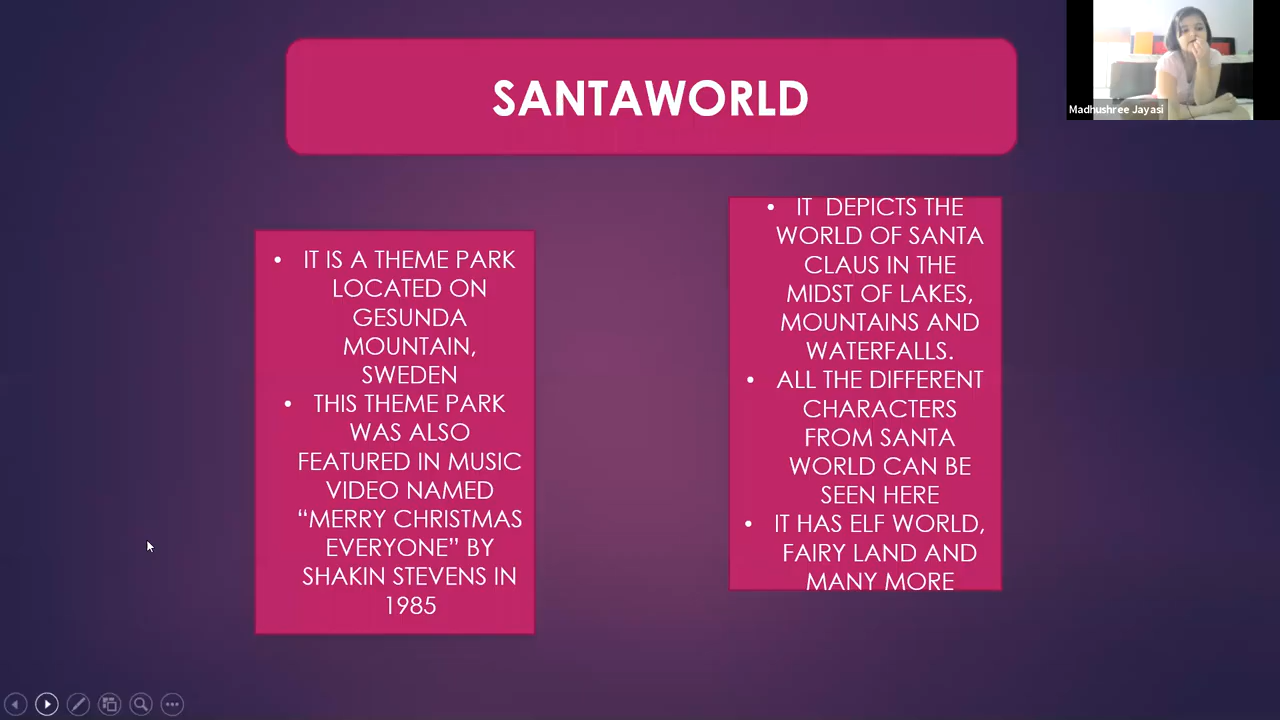 SANTAWORLD
Madhushree Jayasi
• IT IS A THEME PARK
LOCATED ON
GESUNDA
MOUNTAIN,
SWEDEN
• THIS THEME PARK
WAS ALSO
FEATURED IN MUSIC
VIDEO NAMED
“MERRY CHRISTMAS
EVERYONE” BY
SHAKIN STEVENS IN
1985
• IT DEPICTS THE
WORLD OF SANTA
CLAUS IN THE
MIDST OF LAKES,
MOUNTAINS AND
WATERFALLS.
• ALL THE DIFFERENT
CHARACTERS
FROM SANTA
WORLD CAN BE
SEEN HERE
• IT HAS ELF WORLD,
FAIRY LAND AND
MANY MORE